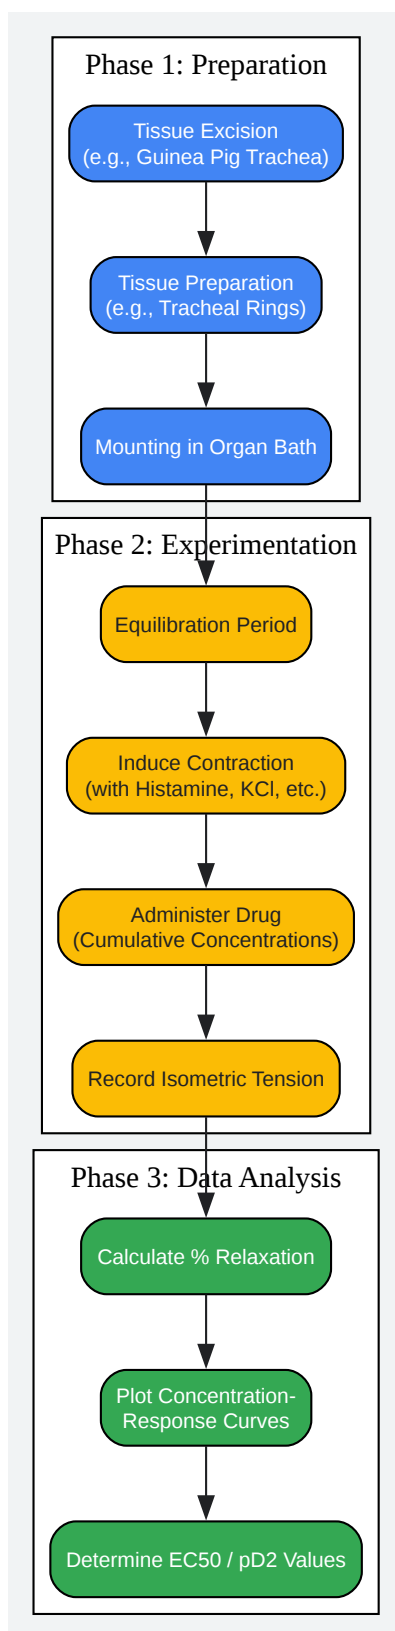 Phase 1: Preparation
Tissue Excision
(e.g., Guinea Pig Trachea)
Tissue Preparation
(e.g., Tracheal Rings)
Mounting in Organ Bath
Phase 2: Experimentation
Equilibration Period
Induce Contraction
(with Histamine, KCl, etc.)
Administer Drug
(Cumulative Concentrations)
Record Isometric Tension
Phase 3: Data Analysis
Calculate % Relaxation
Plot Concentration-
Response Curves
Determine EC50 / pD2 Values